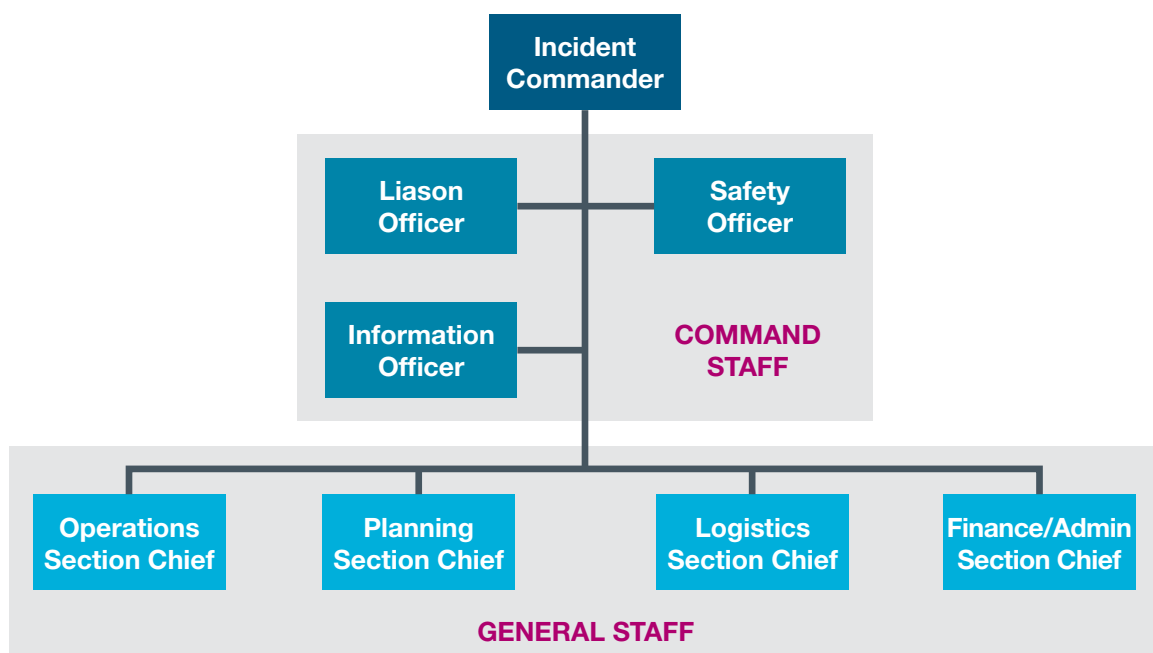 Incident
Commander
Liason
Officer
Safety
Officer
Information
Officer
COMMAND
STAFF
Operations
Section Chief
Planning
Section Chief
Logistics
Section Chief
Finance/Admin
Section Chief
GENERAL STAFF